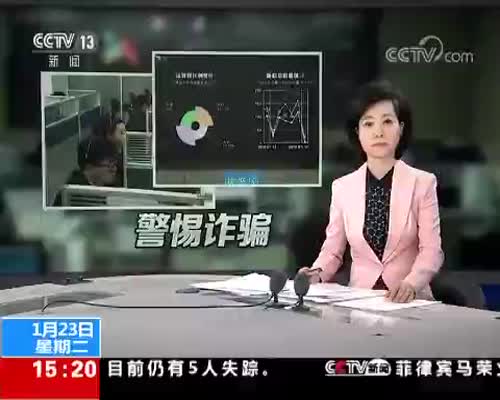 CCTV 13
新闻
CCTV.com
警惕诈骗
1月23日
星期二
15:20
目前仍有5人失踪。
CCTV新闻
菲律宾马荣火